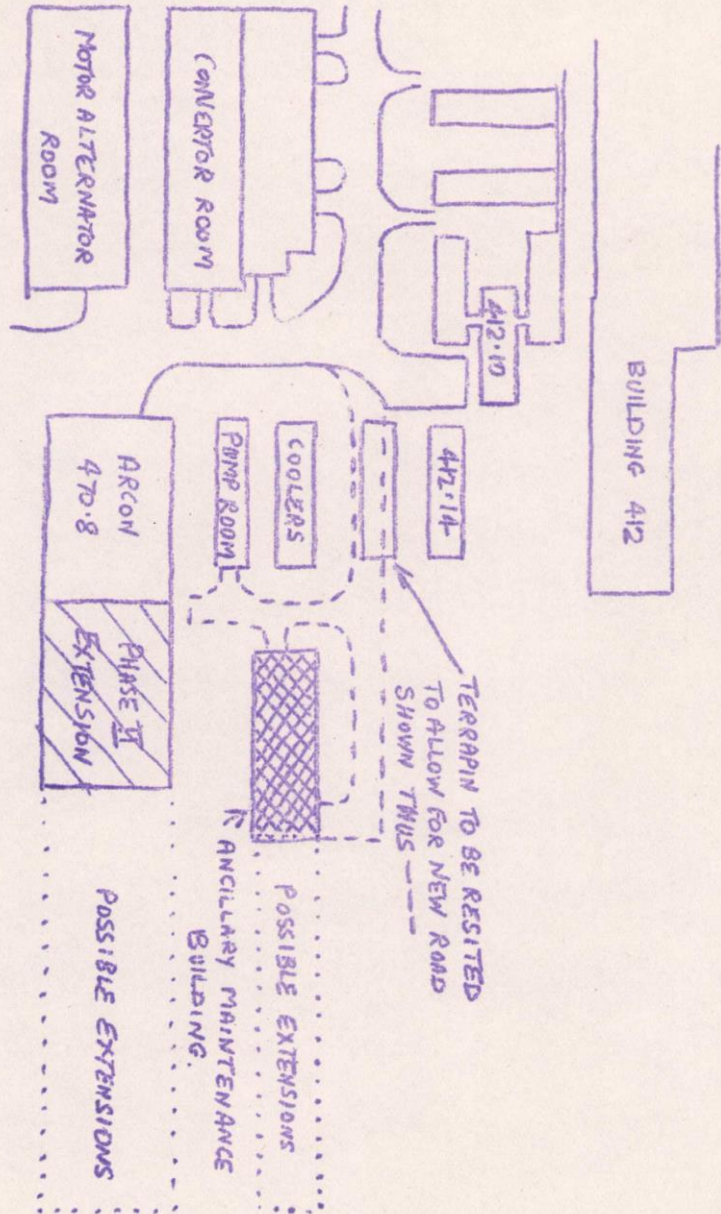 BUILDING 412
412·10
412·14
TERRAPIN TO BE RESITED
TO ALLOW FOR NEW ROAD
SHOWN THUS ----
CONVERTOR ROOM
COOLERS
PUMP ROOM
POSSIBLE EXTENSIONS
ANCILLARY MAINTENANCE
BUILDING.
MOTOR ALTERNATOR
ROOM
ARCON
470·8
PHASE VI
EXTENSION
POSSIBLE EXTENSIONS